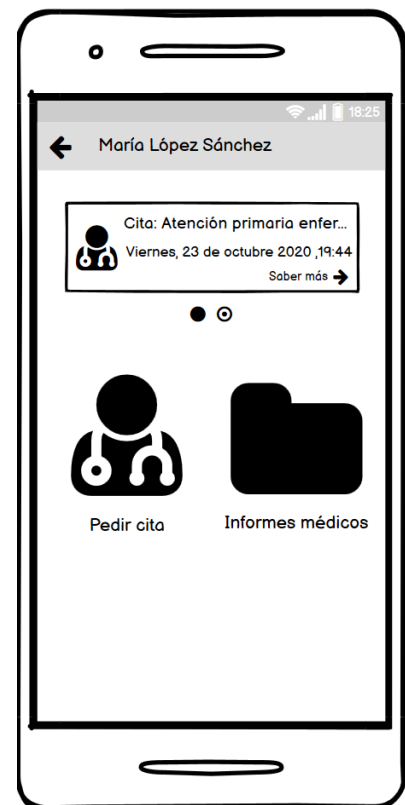 18:25
María López Sánchez
Cita: Atención primaria enfer...
Viernes, 23 de octubre 2020 ,19:44
Saber más
Pedir cita
Informes médicos